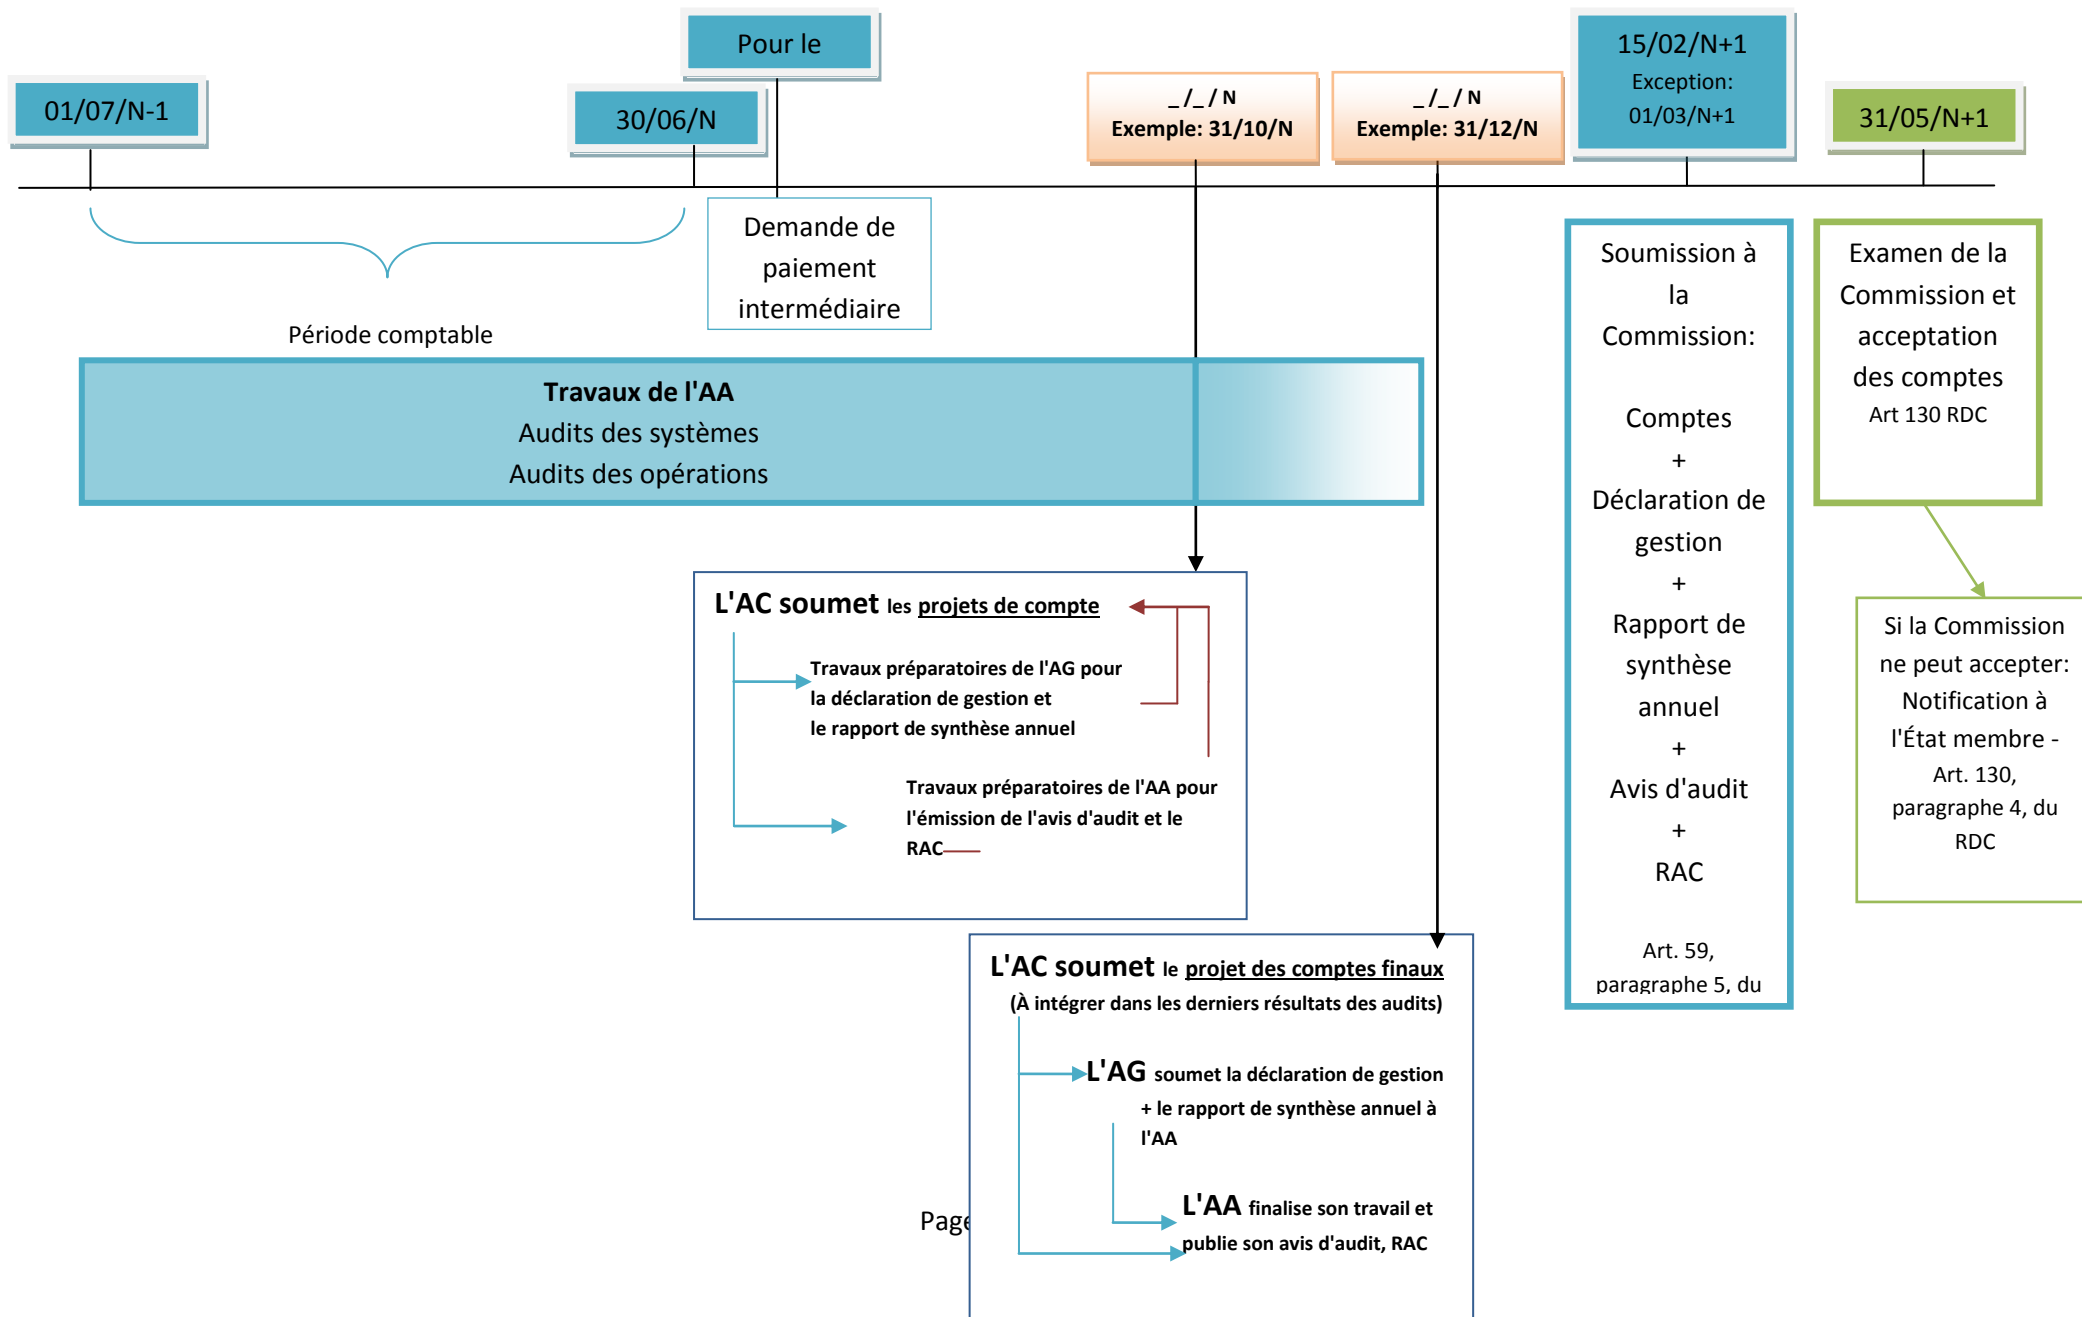 01/07/N-1
30/06/N
Pour le
_ /_ / N
Exemple: 31/10/N
_ /_ / N
Exemple: 31/12/N
15/02/N+1
Exception:
01/03/N+1
31/05/N+1
Période comptable
Demande de
paiement
intermédiaire
Travaux de l'AA
Audits des systèmes
Audits des opérations
L'AC soumet les projets de compte
Travaux préparatoires de l'AG pour
la déclaration de gestion et
le rapport de synthèse annuel
Travaux préparatoires de l'AA pour
l'émission de l'avis d'audit et le
RAC
L'AC soumet le projet des comptes finaux
(À intégrer dans les derniers résultats des audits)
L'AG soumet la déclaration de gestion
+ le rapport de synthèse annuel à
l'AA
L'AA finalise son travail et
publie son avis d'audit, RAC
Page
Soumission à
la
Commission:
Comptes
+
Déclaration de
gestion
+
Rapport de
synthèse
annuel
+
Avis d'audit
+
RAC
Art. 59,
paragraphe 5, du
Examen de la
Commission et
acceptation
des comptes
Art 130 RDC
Si la Commission
ne peut accepter:
Notification à
l'État membre -
Art. 130,
paragraphe 4, du
RDC